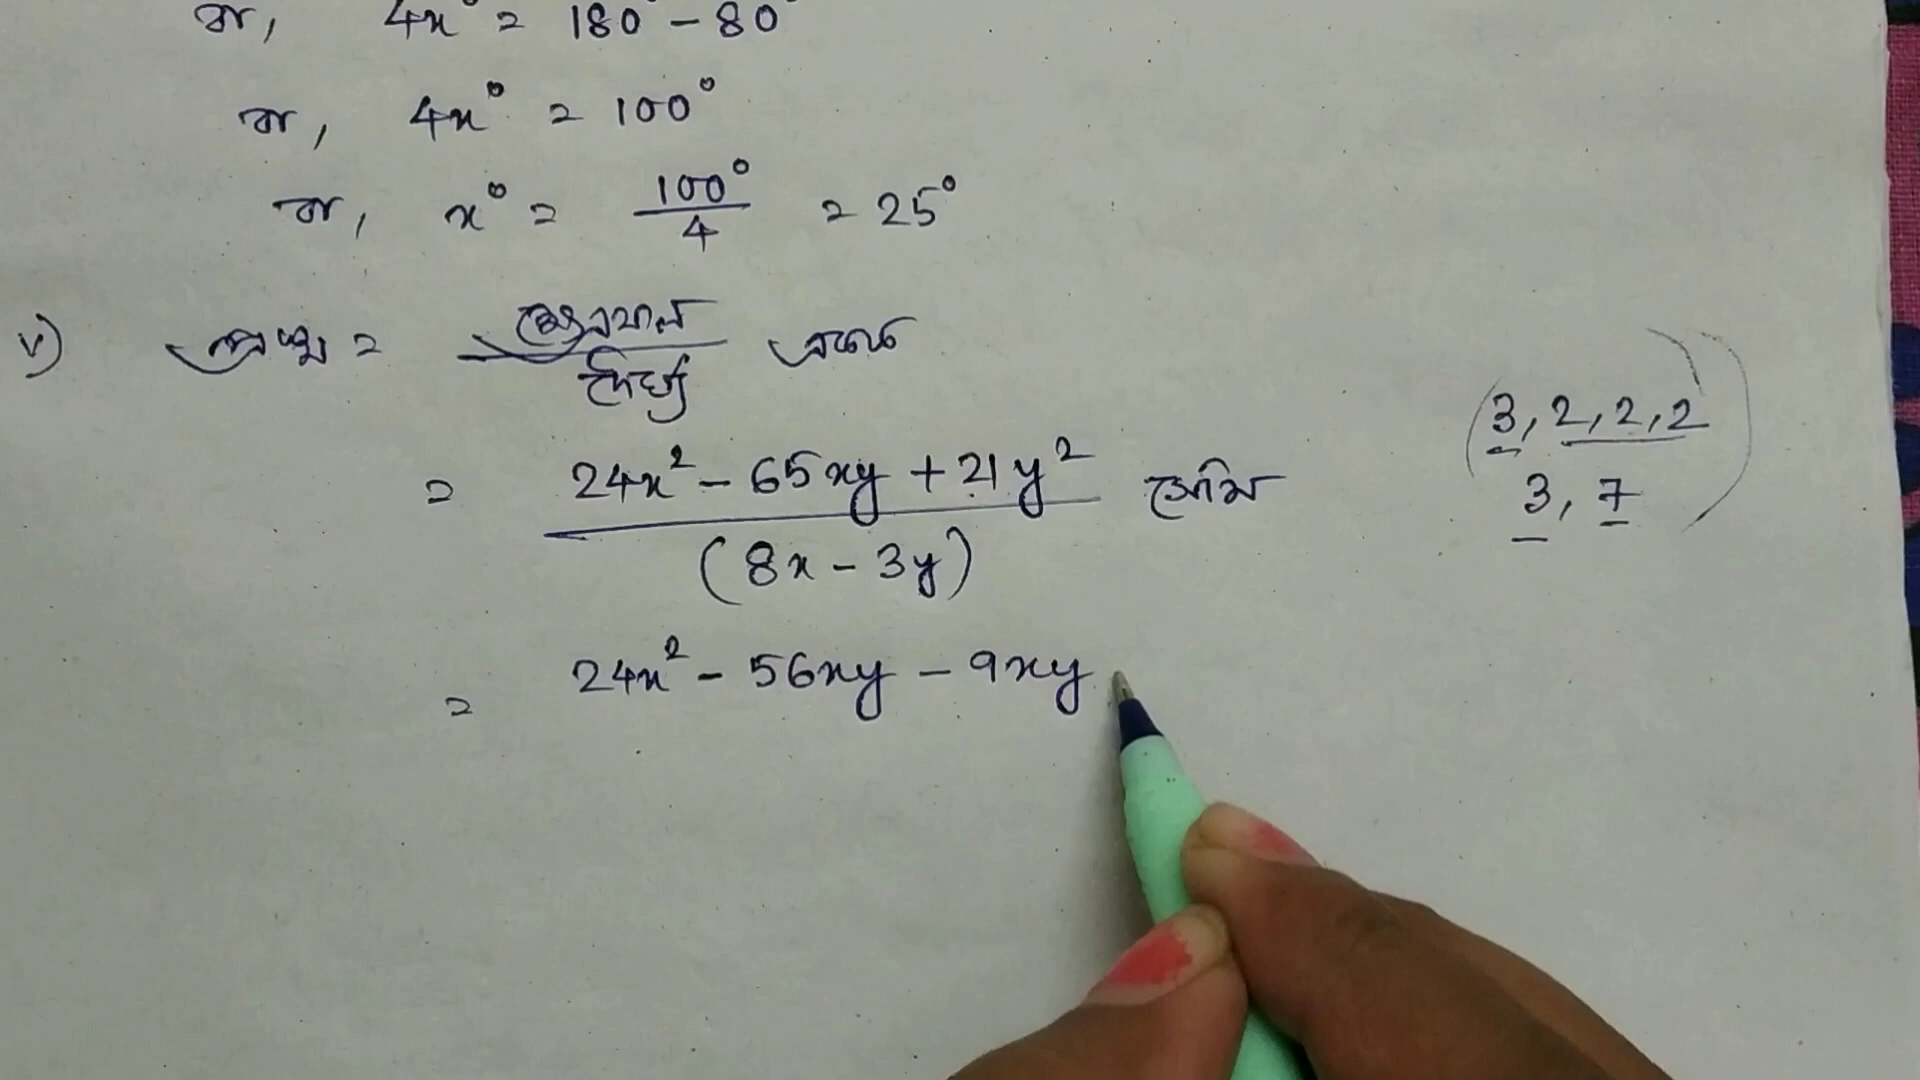 বা, 4x° = 180° - 80°
বা, 4x° = 100°
বা, x° = 100°/4 = 25°
v) প্রস্থ = ক্ষেত্রফল/দৈর্ঘ্য একক
= 24x² - 65xy + 21y² / (8x - 3y) সেমি
(3, 2, 2, 2
3, 7)
= 24x² - 56xy - 9xy